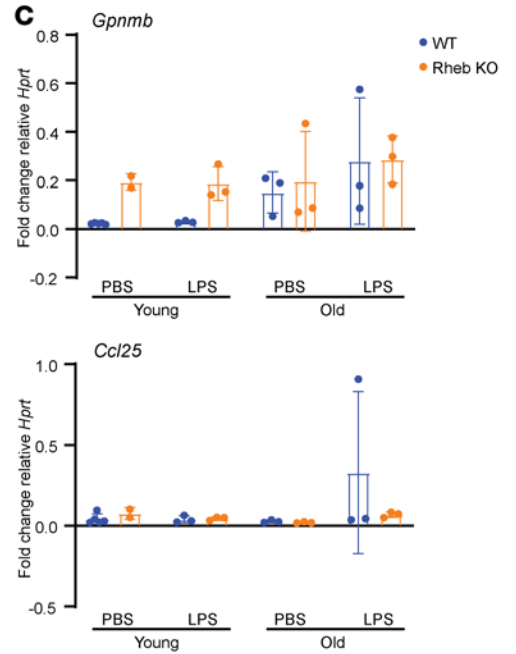 C
Gpnmb
WT
Rheb KO
Fold change relative Hprt
0.8
0.6
0.4
0.2
0.0
-0.2
PBS LPS PBS LPS
Young Old
Ccl25
Fold change relative Hprt
1.0
0.5
0.0
-0.5
PBS LPS PBS LPS
Young Old